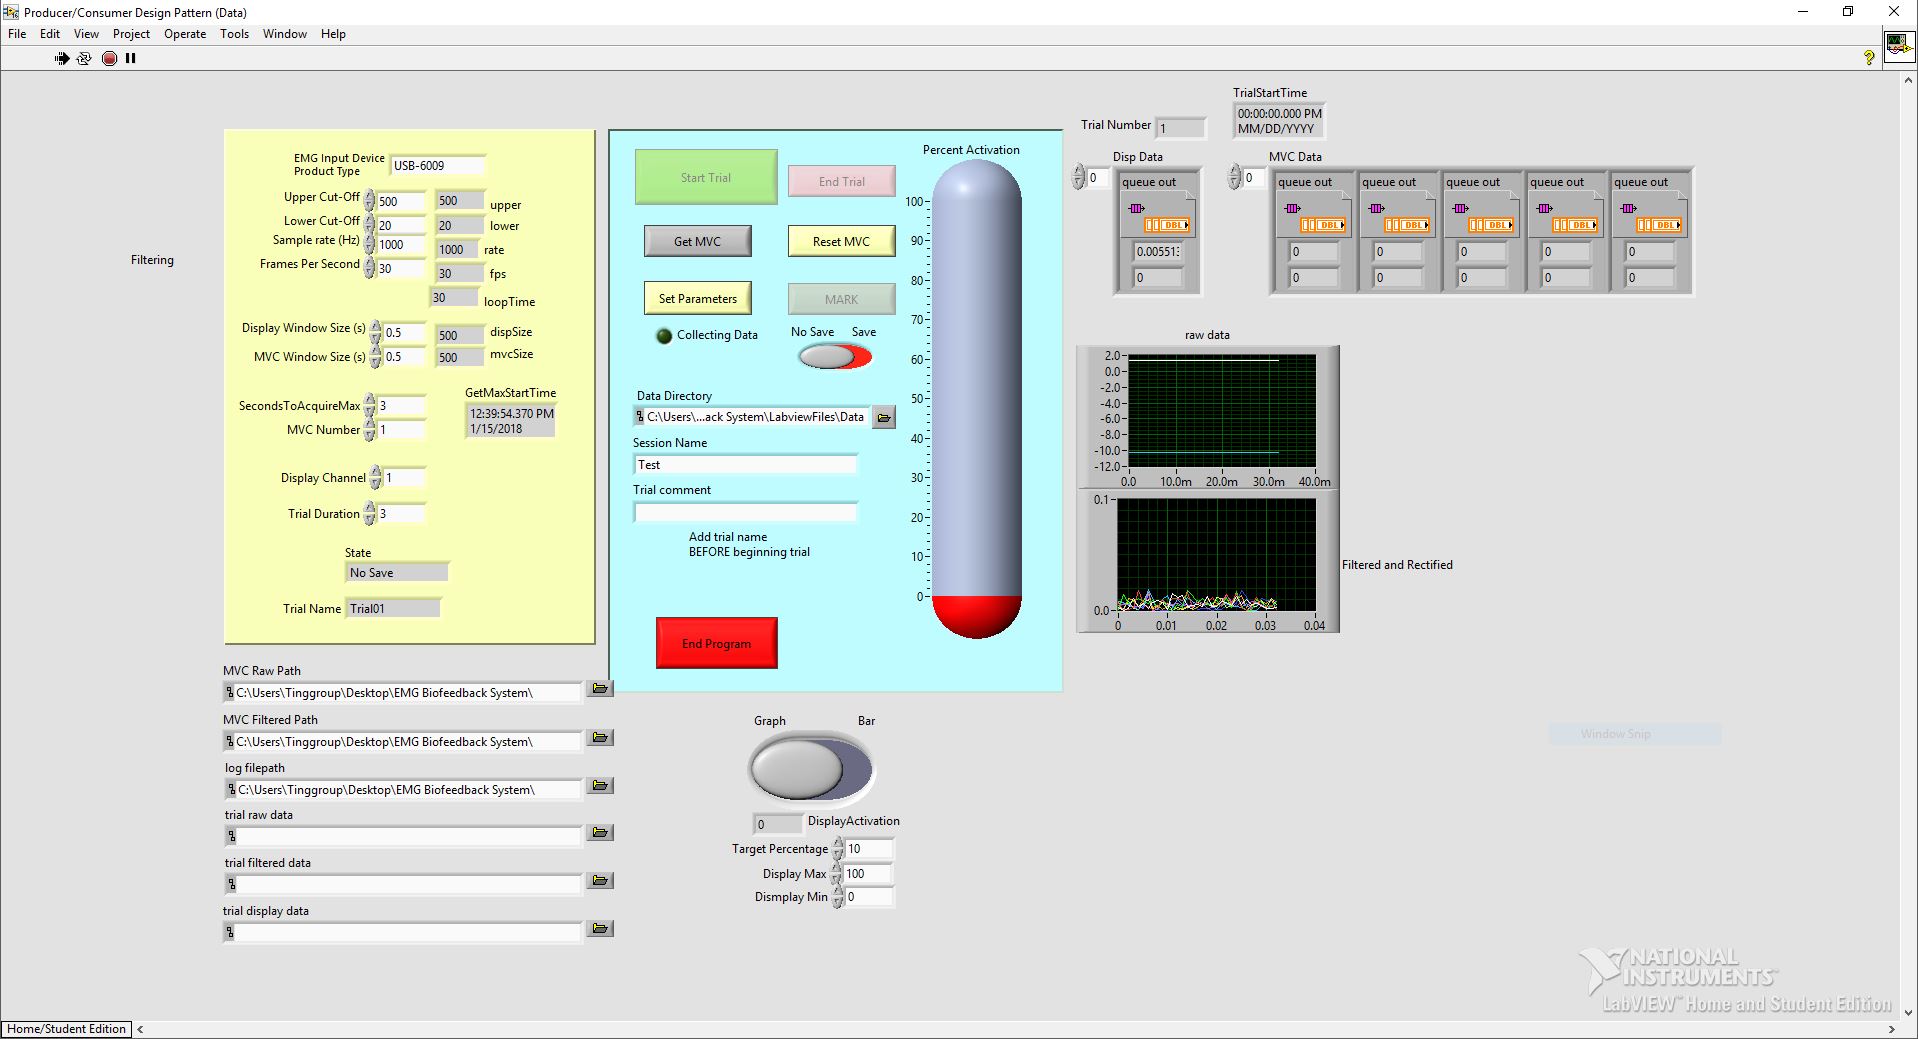 Producer/Consumer Design Pattern (Data)
File Edit View Project Operate Tools Window Help
Filtering
EMG Input Device
Product Type
USB-6009
Upper Cut-Off 500 500 upper
Lower Cut-Off 20 20 lower
Sample rate (Hz) 1000 1000 rate
Frames Per Second 30 30 fps
30 loopTime
Display Window Size (s) 0.5 500 dispSize
MVC Window Size (s) 0.5 500 mvcSize
SecondsToAcquireMax 3
MVC Number 1
GetMaxStartTime
12:39:54.370 PM
1/15/2018
Display Channel 1
Trial Duration 3
State
No Save
Trial Name Trial01
MVC Raw Path
C:\Users\Tinggroup\Desktop\EMG Biofeedback System\
MVC Filtered Path
C:\Users\Tinggroup\Desktop\EMG Biofeedback System\
log filepath
C:\Users\Tinggroup\Desktop\EMG Biofeedback System\
trial raw data
trial filtered data
trial display data
Start Trial End Trial
Get MVC Reset MVC
Set Parameters MARK
Collecting Data
No Save Save
Data Directory
C:\Users\...ack System\LabviewFiles\Data
Session Name
Test
Trial comment
Add trial name
BEFORE beginning trial
End Program
Percent Activation
100
90
80
70
60
50
40
30
20
10
0
Graph Bar
0 DisplayActivation
Target Percentage 10
Display Max 100
Dismplay Min 0
Trial Number 1
TrialStartTime
00:00:00.000 PM
MM/DD/YYYY
Disp Data
0
queue out
DBL
0.00551
0
MVC Data
0
queue out queue out queue out queue out queue out
DBL DBL DBL DBL DBL
0 0 0 0 0
0 0 0 0 0
raw data
2.0
0.0
-2.0
-4.0
-6.0
-8.0
-10.0
-12.0
0.0 10.0m 20.0m 30.0m 40.0m
0.1
0.0
0 0.01 0.02 0.03 0.04
Filtered and Rectified
Window Snip
NATIONAL
INSTRUMENTS™
LabVIEW™ Home and Student Edition
Home/Student Edition